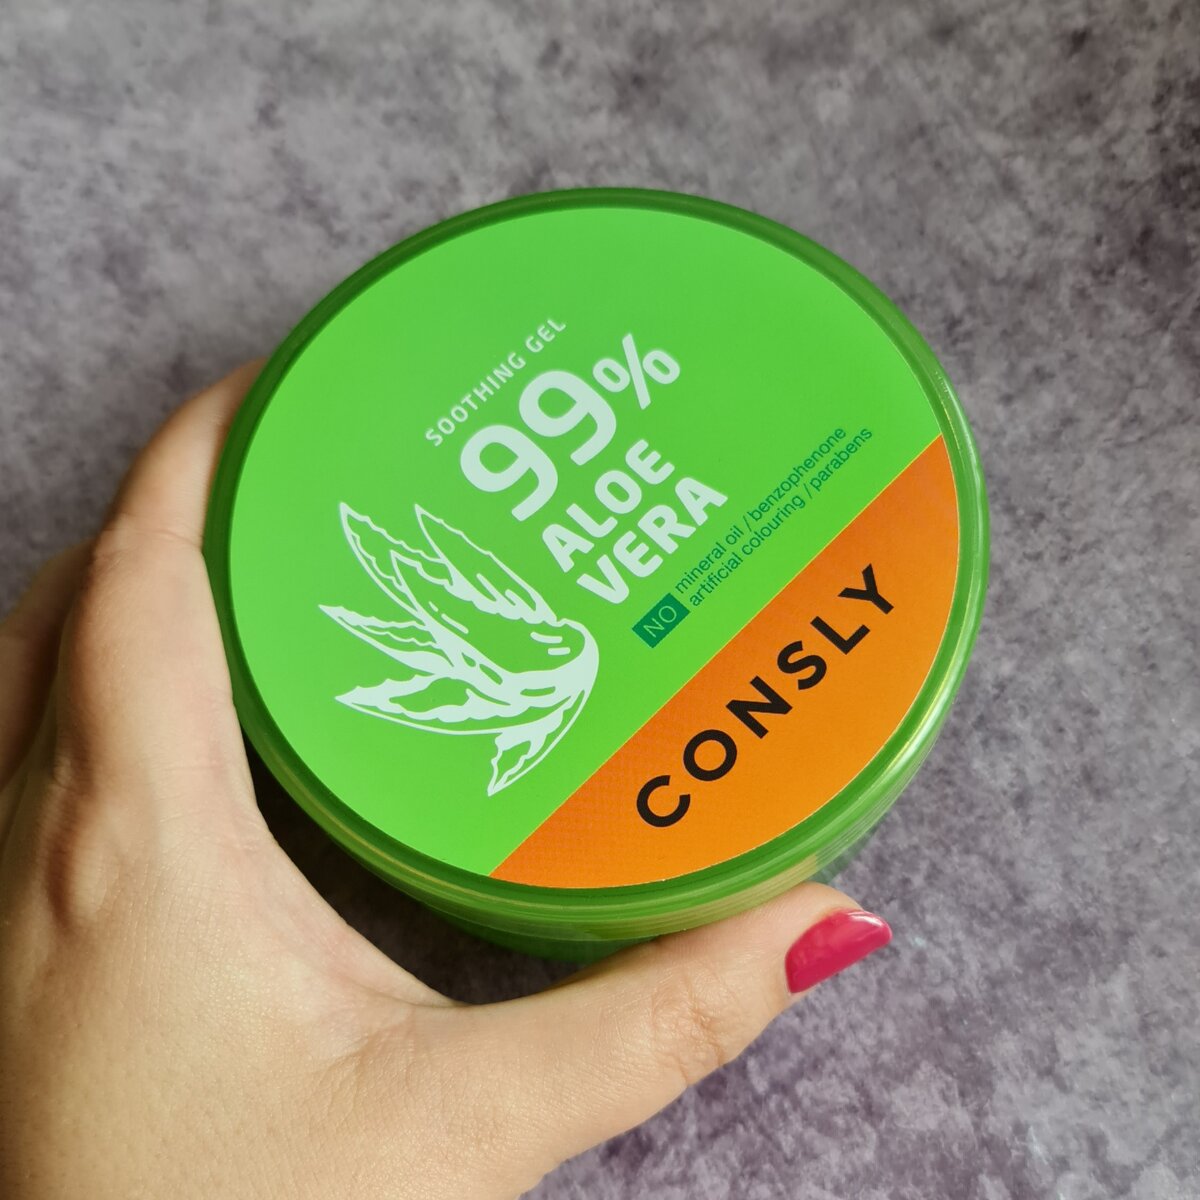 SOOTHING GEL
99%
ALOE
VERA
NO
mineral oil / benzophenone
artificial colouring / parabens
CONSLY